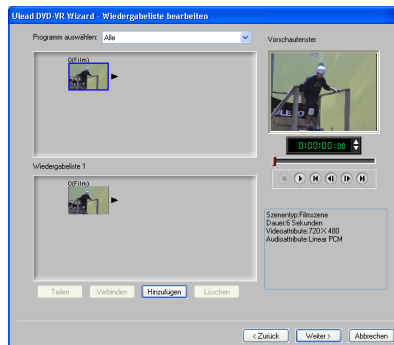 Ulead DVD-VR Wizard - Wiedergabeliste bearbeiten
Programm auswählen: Alle
Vorschaufenster
0(Film)
0:00:00:00
Wiedergabeliste 1
0(Film)
Szenentyp:Filmszene
Dauer:6 Sekunden
Videoattribute:720 X 480
Audioattribute:Linear PCM
Teilen Verbinden Hinzufügen Löschen
< Zurück Weiter > Abbrechen